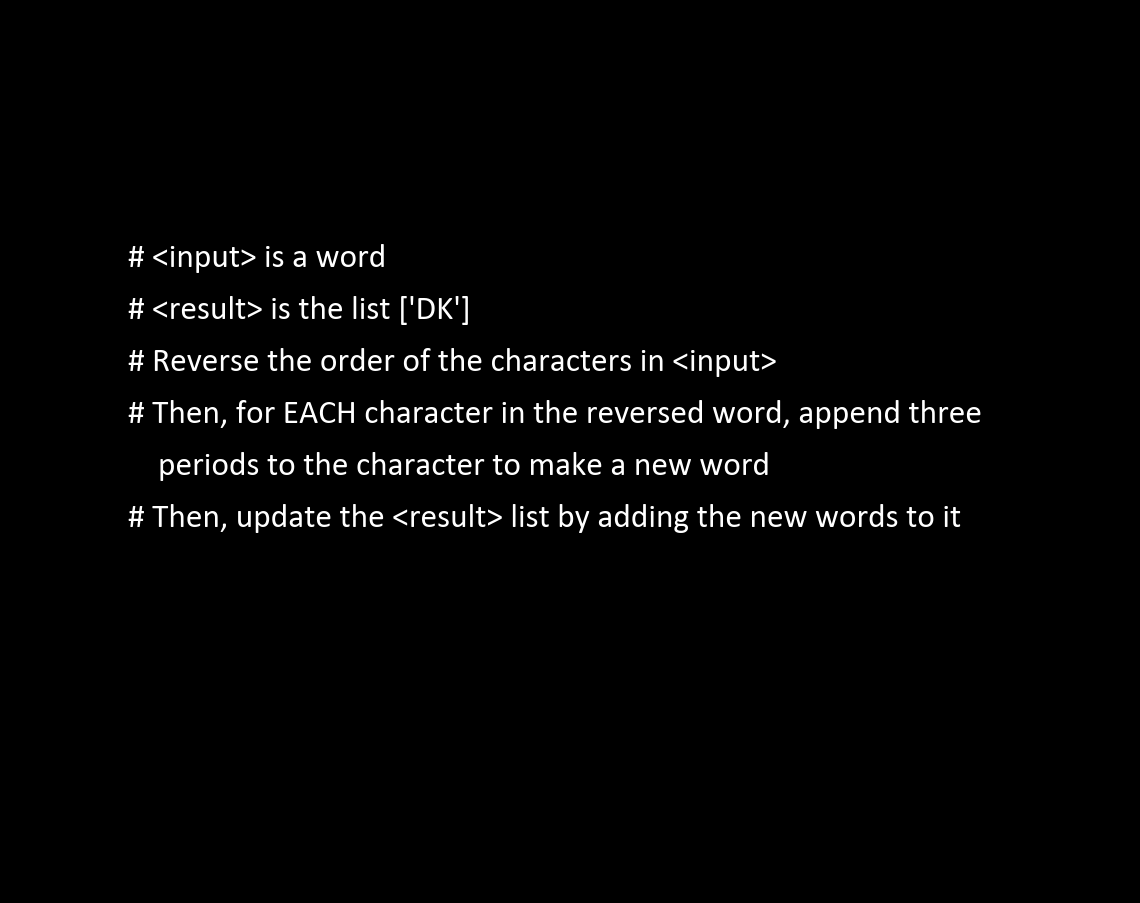 # <input> is a word
# <result> is the list ['DK']
# Reverse the order of the characters in <input>
# Then, for EACH character in the reversed word, append three
periods to the character to make a new word
# Then, update the <result> list by adding the new words to it